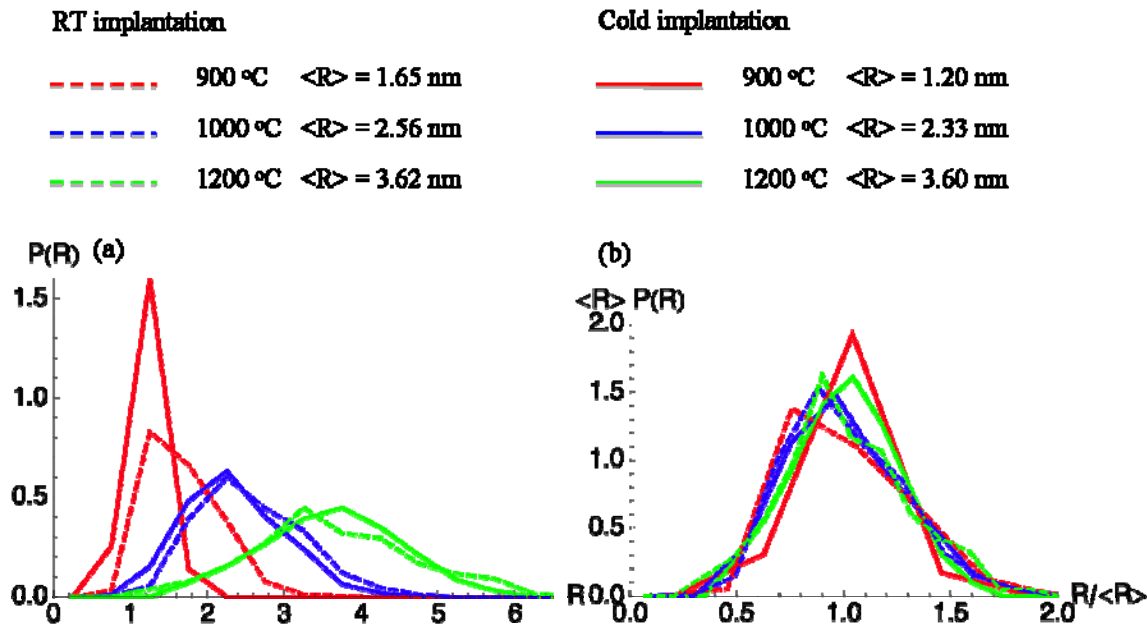 RT implantation Cold implantation
900 °C <R> = 1.65 nm 900 °C <R> = 1.20 nm
1000 °C <R> = 2.56 nm 1000 °C <R> = 2.33 nm
1200 °C <R> = 3.62 nm 1200 °C <R> = 3.60 nm
P(R) (a)
1.5
1.0
0.5
0.0
0 1 2 3 4 5 6 R
(b)
<R> P(R)
2.0
1.5
1.0
0.5
0.0
0.5 1.0 1.5 2.0 R/<R>